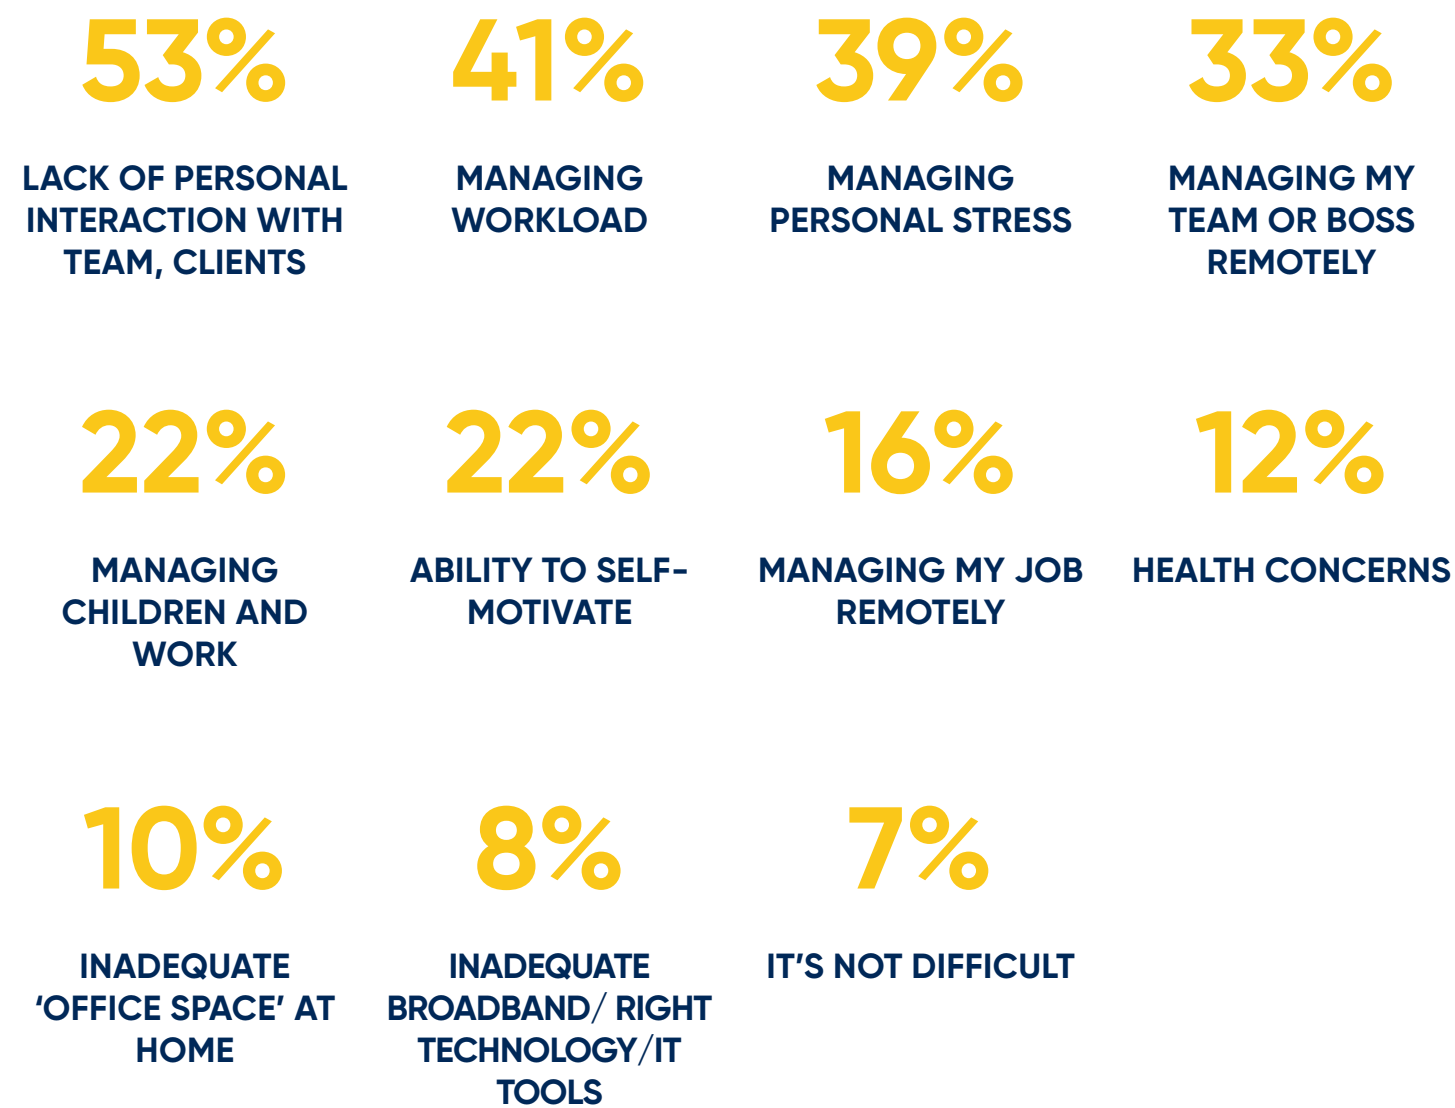 53%
LACK OF PERSONAL
INTERACTION WITH
TEAM, CLIENTS
41%
MANAGING
WORKLOAD
39%
MANAGING
PERSONAL STRESS
33%
MANAGING MY
TEAM OR BOSS
REMOTELY
22%
MANAGING
CHILDREN AND
WORK
22%
ABILITY TO SELF-
MOTIVATE
16%
MANAGING MY JOB
REMOTELY
12%
HEALTH CONCERNS
10%
INADEQUATE
‘OFFICE SPACE’ AT
HOME
8%
INADEQUATE
BROADBAND/ RIGHT
TECHNOLOGY/IT
TOOLS
7%
IT’S NOT DIFFICULT